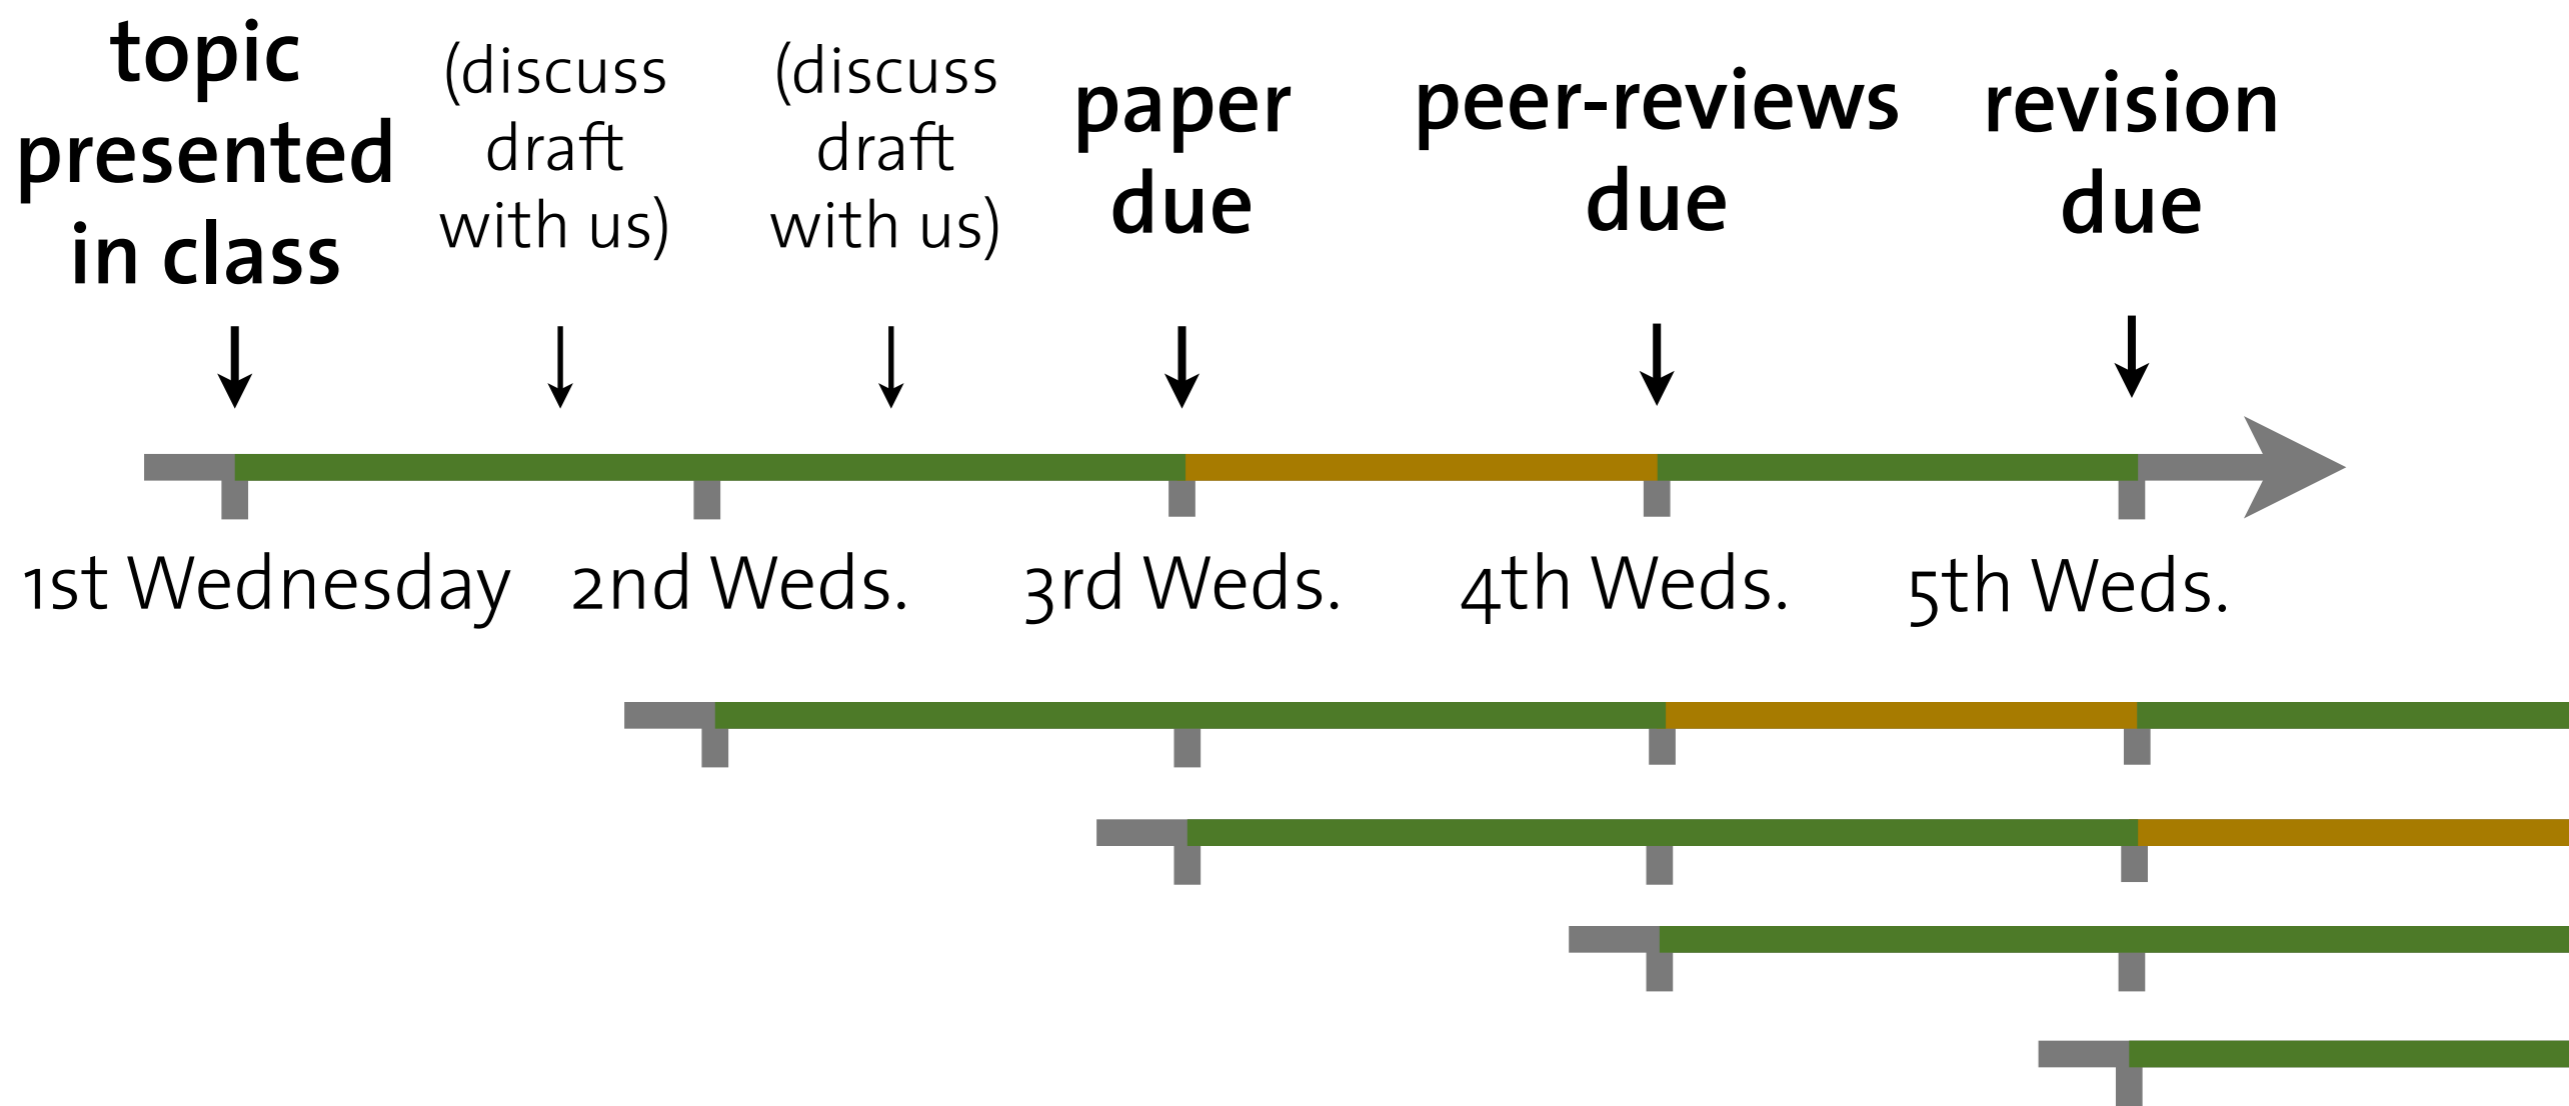 topic
presented
in class
(discuss
draft
with us)
(discuss
draft
with us)
paper
due
peer-reviews
due
revision
due
1st Wednesday
2nd Weds.
3rd Weds.
4th Weds.
5th Weds.